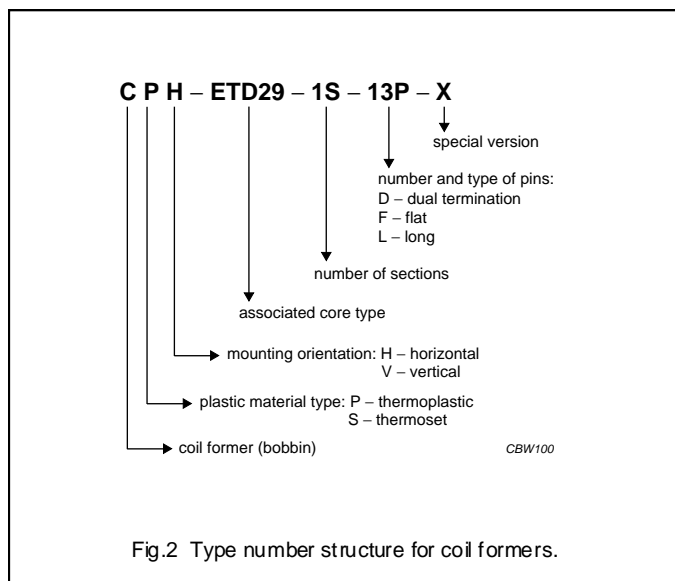 C P H – ETD29 – 1S – 13P – X
special version
number and type of pins:
D – dual termination
F – flat
L – long
number of sections
associated core type
mounting orientation: H – horizontal
V – vertical
plastic material type: P – thermoplastic
S – thermoset
coil former (bobbin)
CBW100
Fig.2 Type number structure for coil formers.